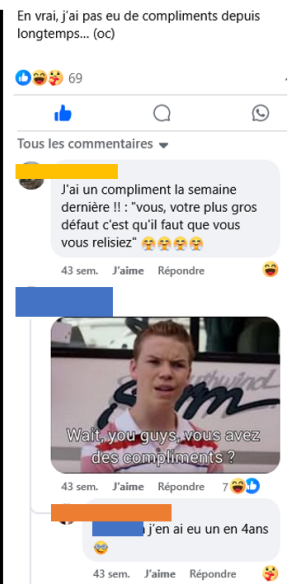 En vrai, j'ai pas eu de compliments depuis
longtemps... (oc)
69
Tous les commentaires
J'ai un compliment la semaine
dernière !! : "vous, votre plus gros
défaut c'est qu'il faut que vous
vous relisiez"
43 sem. J'aime Répondre
Wait, you guys, vous avez
des compliments ?
43 sem. J'aime Répondre 7
j'en ai eu un en 4ans
43 sem. J'aime Répondre